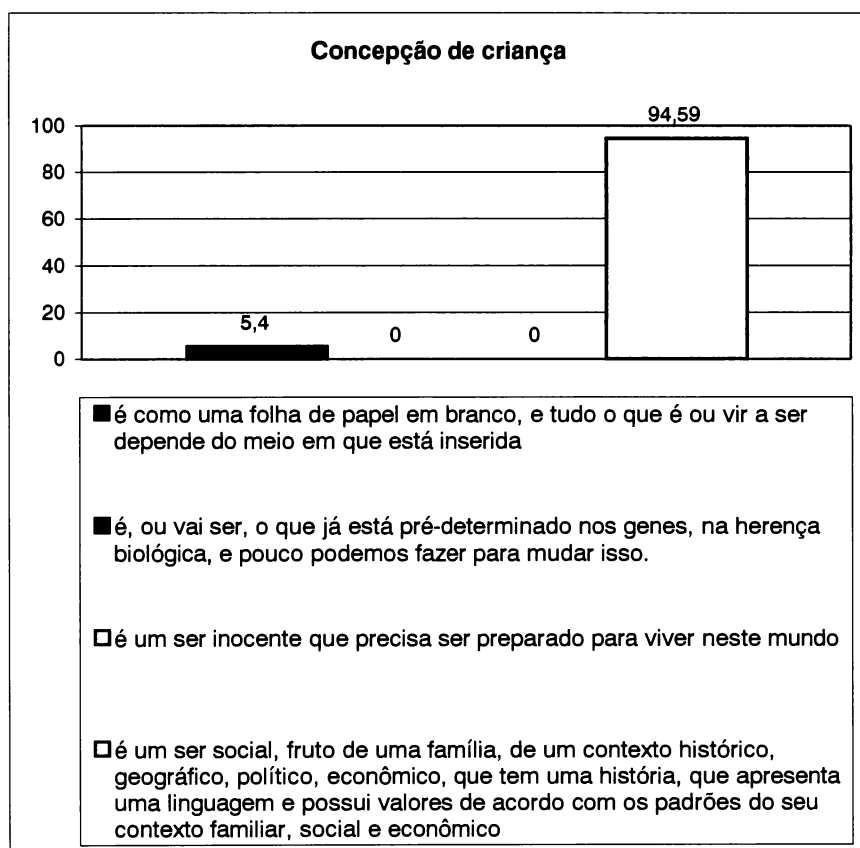 Concepção de criança
100
80
60
40
20
0
5,4
0
0
94,59
é como uma folha de papel em branco, e tudo o que é ou vir a ser
depende do meio em que está inserida
é, ou vai ser, o que já está pré-determinado nos genes, na herença
biológica, e pouco podemos fazer para mudar isso.
é um ser inocente que precisa ser preparado para viver neste mundo
é um ser social, fruto de uma família, de um contexto histórico,
geográfico, político, econômico, que tem uma história, que apresenta
uma linguagem e possui valores de acordo com os padrões do seu
contexto familiar, social e econômico